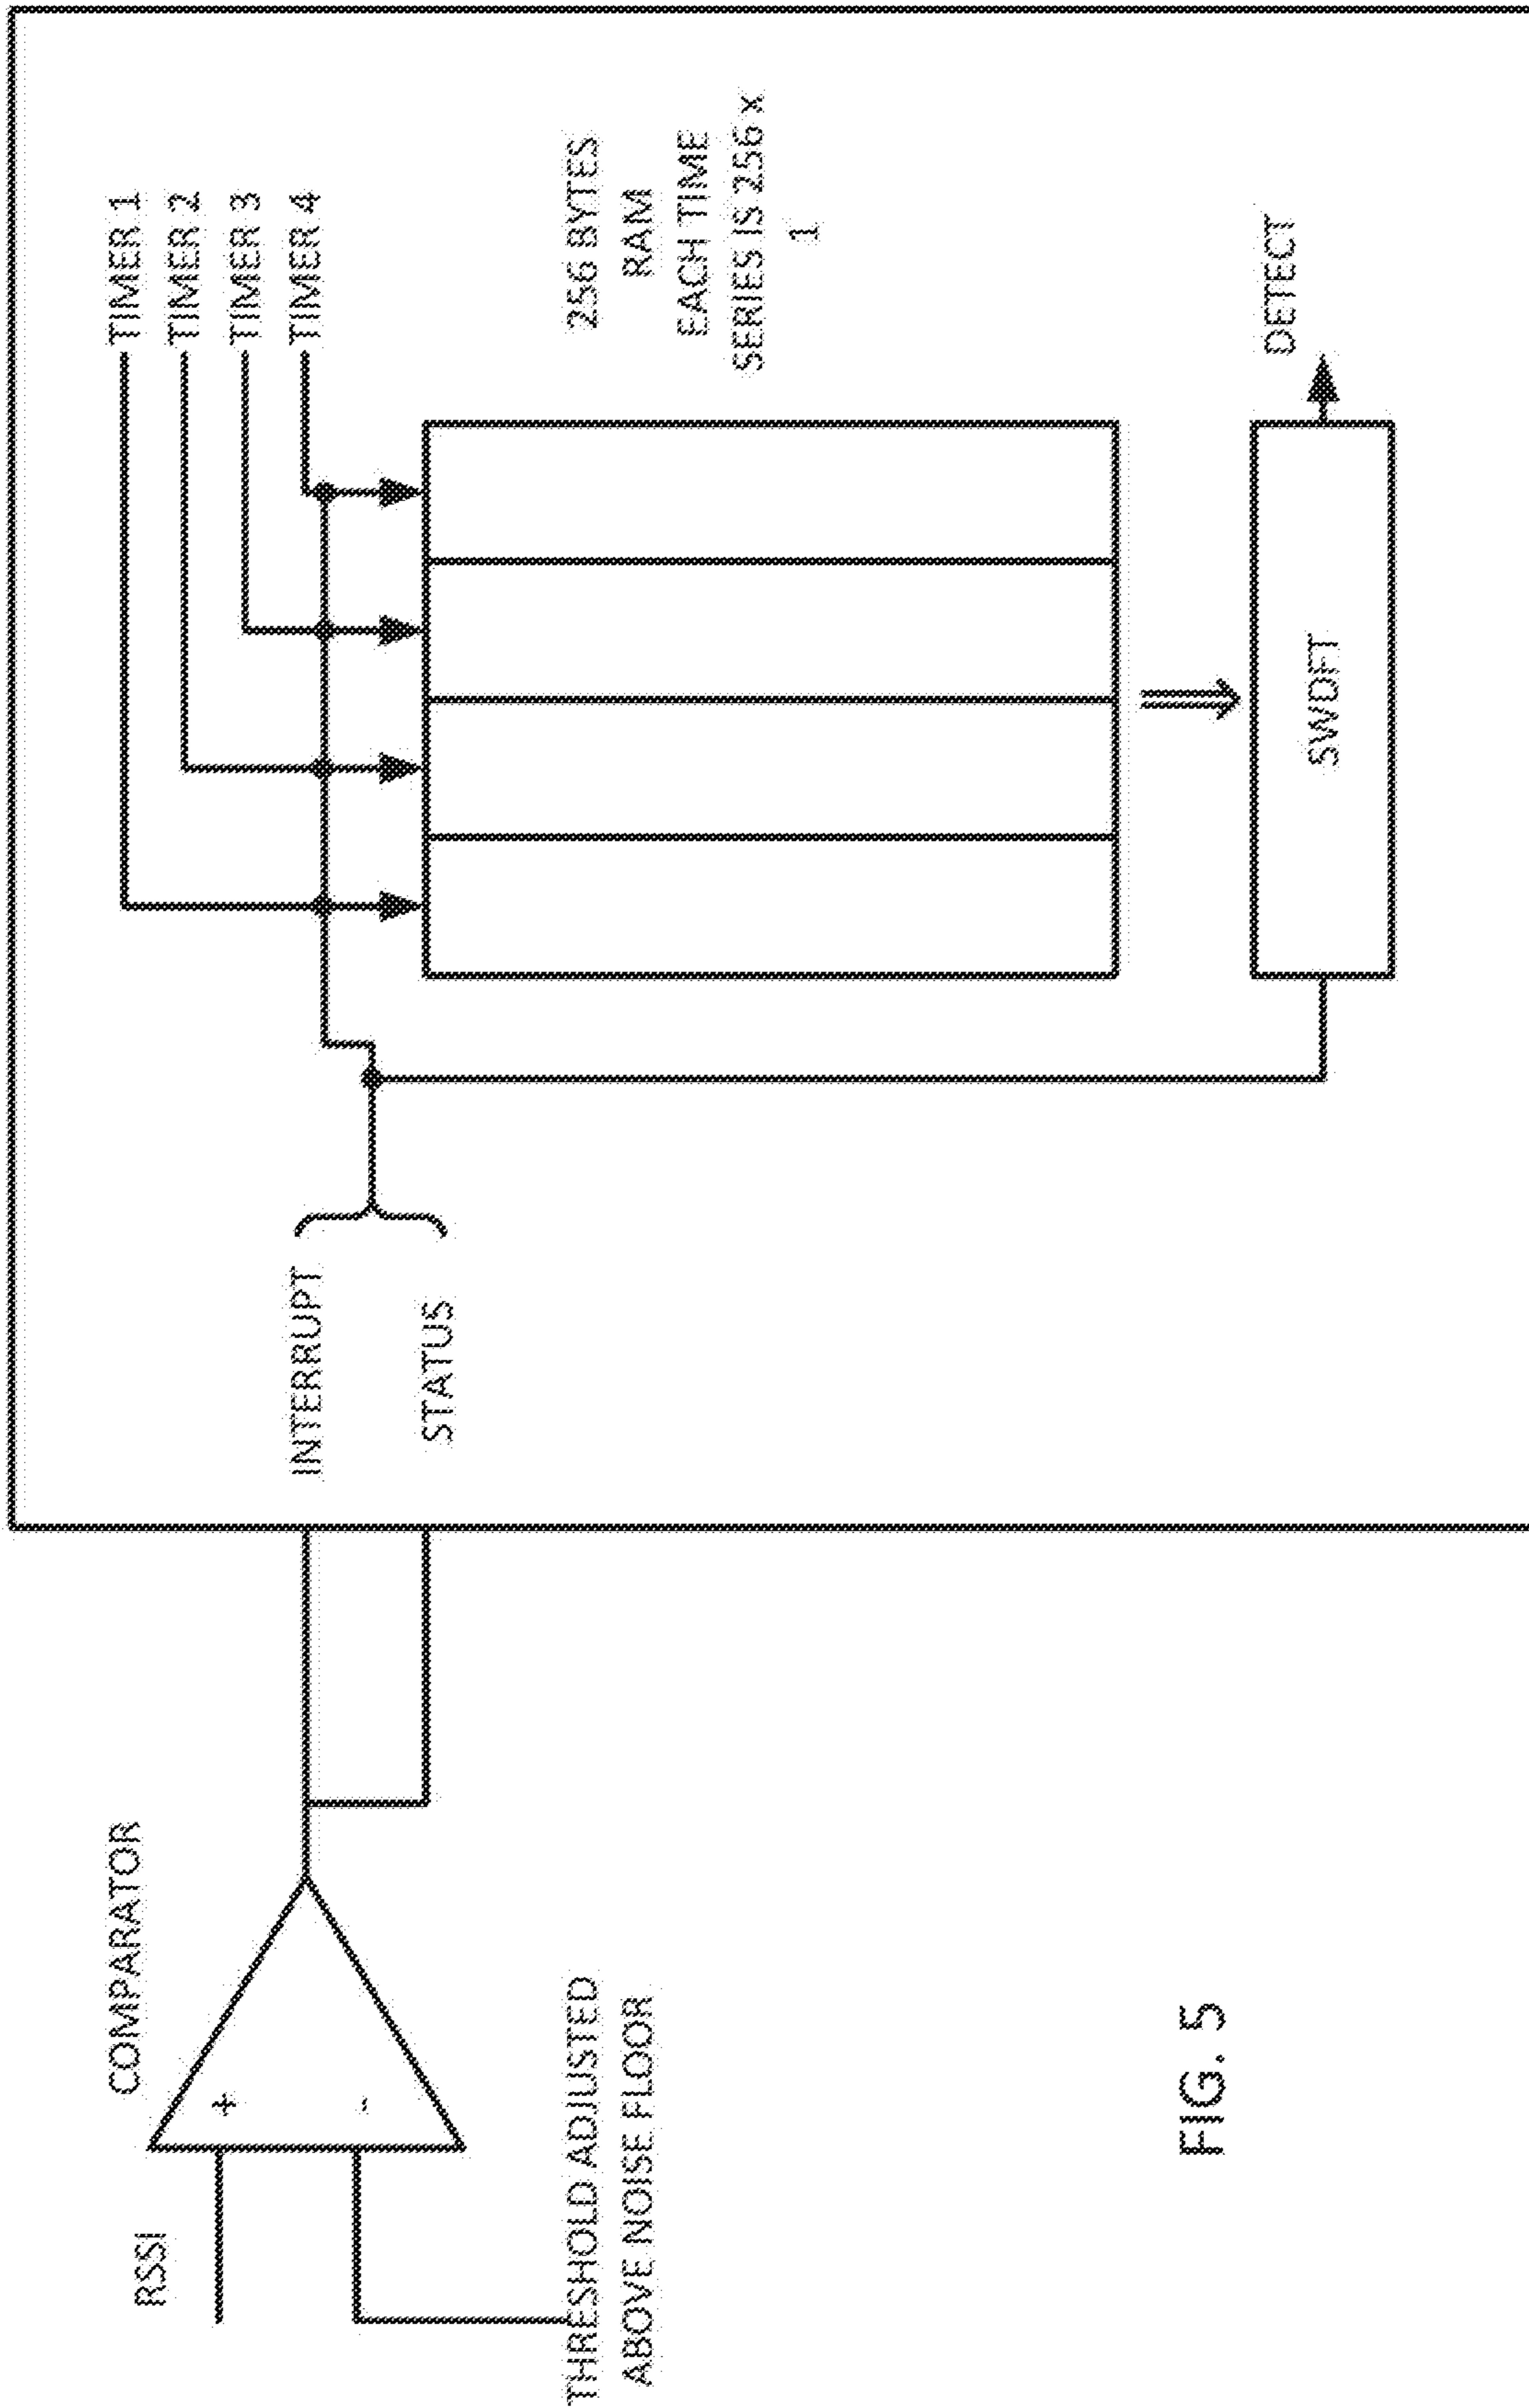 COMPARATOR
RSSI
+
-
THRESHOLD ADJUSTED
ABOVE NOISE FLOOR
INTERRUPT
STATUS
TIMER 1
TIMER 2
TIMER 3
TIMER 4
256 BYTES
RAM
EACH TIME
SERIES IS 256 x
1
SWDFT
DETECT
FIG. 5